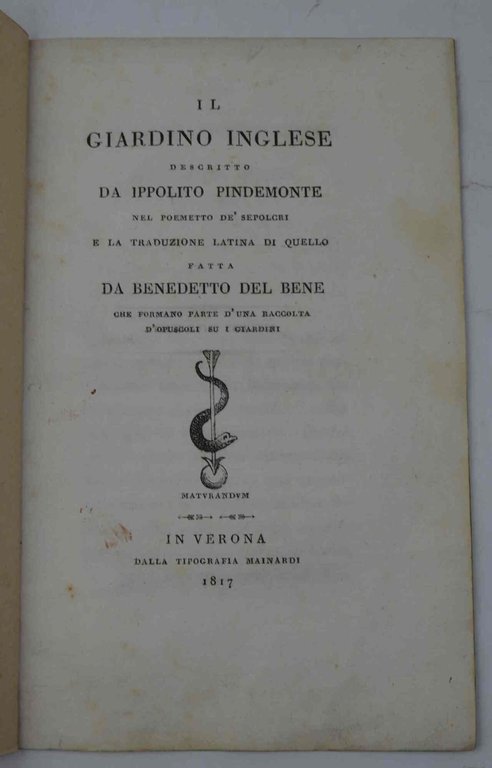 IL
GIARDINO INGLESE
DESCRITTO
DA IPPOLITO PINDEMONTE
NEL POEMETTO DE' SEPOLCRI
E LA TRADUZIONE LATINA DI QUELLO
FATTA
DA BENEDETTO DEL BENE
CHE FORMANO PARTE D'UNA RACCOLTA
D'OPUSCOLI SU I GIARDINI
MATVRANDVM
IN VERONA
DALLA TIPOGRAFIA MAINARDI
1817